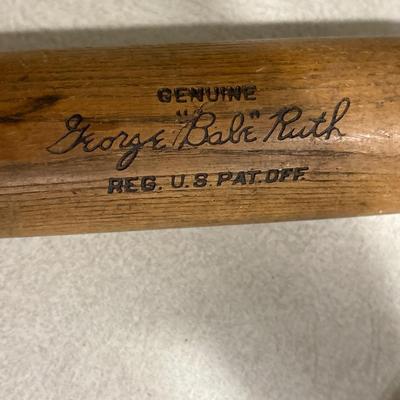 GENUINE
George "Babe" Ruth
REG. U.S. PAT. OFF.